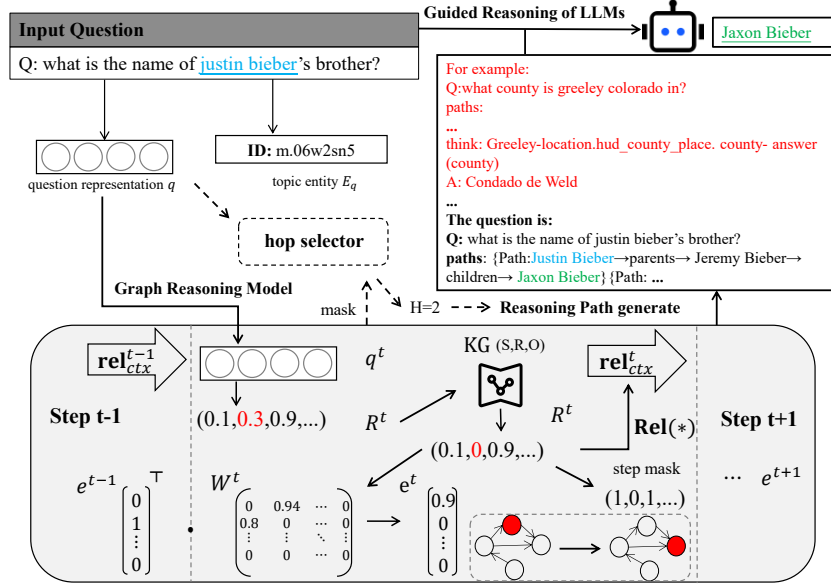 Guided Reasoning of LLMs
Input Question
Q: what is the name of justin bieber's brother?
Jaxon Bieber
For example:
Q:what county is greeley colorado in?
paths:
...
think: Greeley-location.hud_county_place. county- answer
(county)
A: Condado de Weld
...
The question is:
Q: what is the name of justin bieber's brother?
paths: {Path:Justin Bieber→parents→ Jeremy Bieber→
children→ Jaxon Bieber}{Path: ...
question representation q
ID: m.06w2sn5
topic entity E_q
hop selector
Graph Reasoning Model
mask
H=2
Reasoning Path generate
rel_{ctx}^{t-1}
q^t
KG (S,R,O)
rel_{ctx}^t
Step t-1
(0.1,0.3,0.9,...)
R^t
R^t
Rel(*)
Step t+1
(0.1,0,0.9,...)
step mask
(1,0,1,...)
e^{t-1}
0
1
⋮
0
⊤
·
W^t
0 0.94 ⋯ 0
0.8 0 ⋯ 0
⋯ ⋯ ⋱ ⋮
0 0 ⋯ 0
e^t
0.9
0
⋮
0
... e^{t+1}